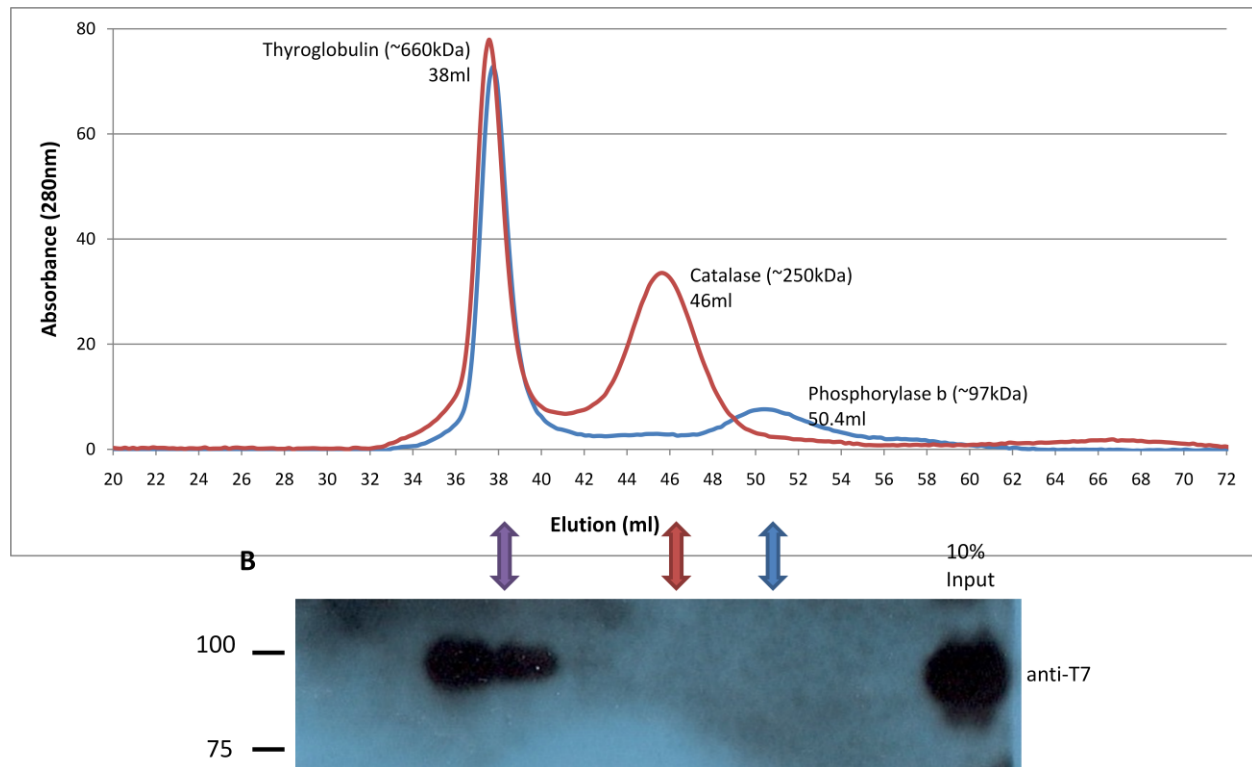 80
Thyroglobulin (~660kDa)
38ml
60
Absorbance (280nm)
40
Catalase (~250kDa)
46ml
20
Phosphorylase b (~97kDa)
50.4ml
0
20 22 24 26 28 30 32 34 36 38 40 42 44 46 48 50 52 54 56 58 60 62 64 66 68 70 72
Elution (ml)
B
10%
Input
100
anti-T7
75